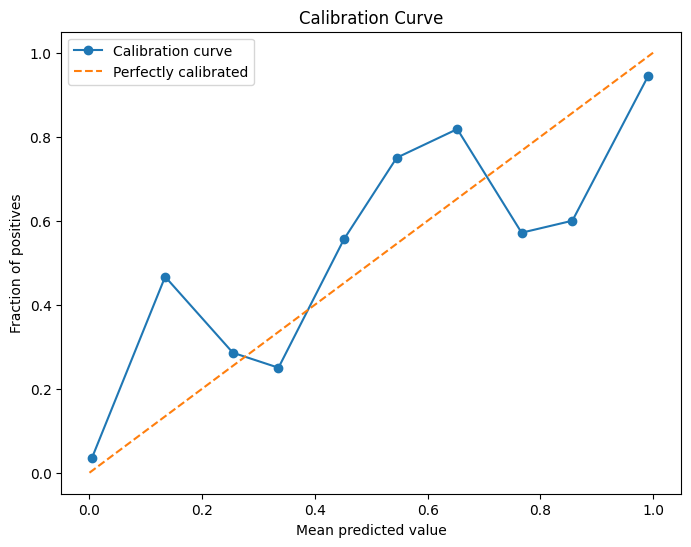 Calibration Curve
Calibration curve
Perfectly calibrated
1.0
0.8
0.6
0.4
0.2
0.0
Fraction of positives
0.0 0.2 0.4 0.6 0.8 1.0
Mean predicted value